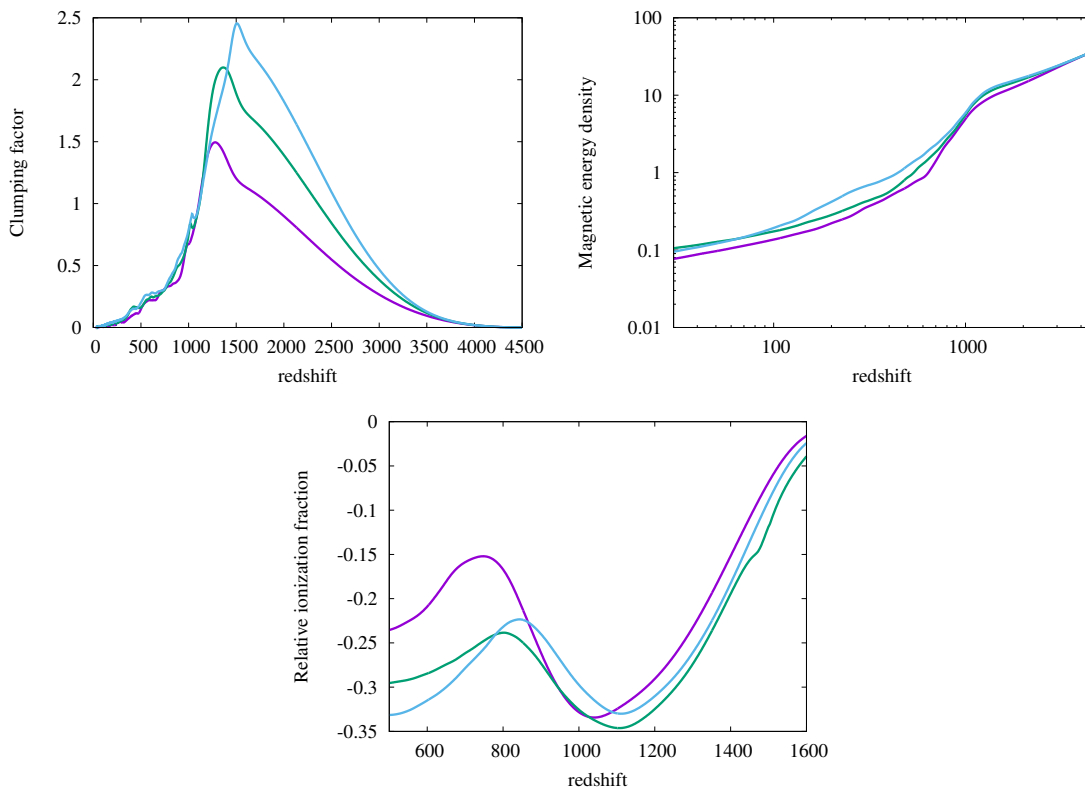 Clumping factor
2.5
2
1.5
1
0.5
0
0 500 1000 1500 2000 2500 3000 3500 4000 4500
redshift
Magnetic energy density
100
10
1
0.1
0.01
100 1000
redshift
Relative ionization fraction
0
-0.05
-0.1
-0.15
-0.2
-0.25
-0.3
-0.35
600 800 1000 1200 1400 1600
redshift